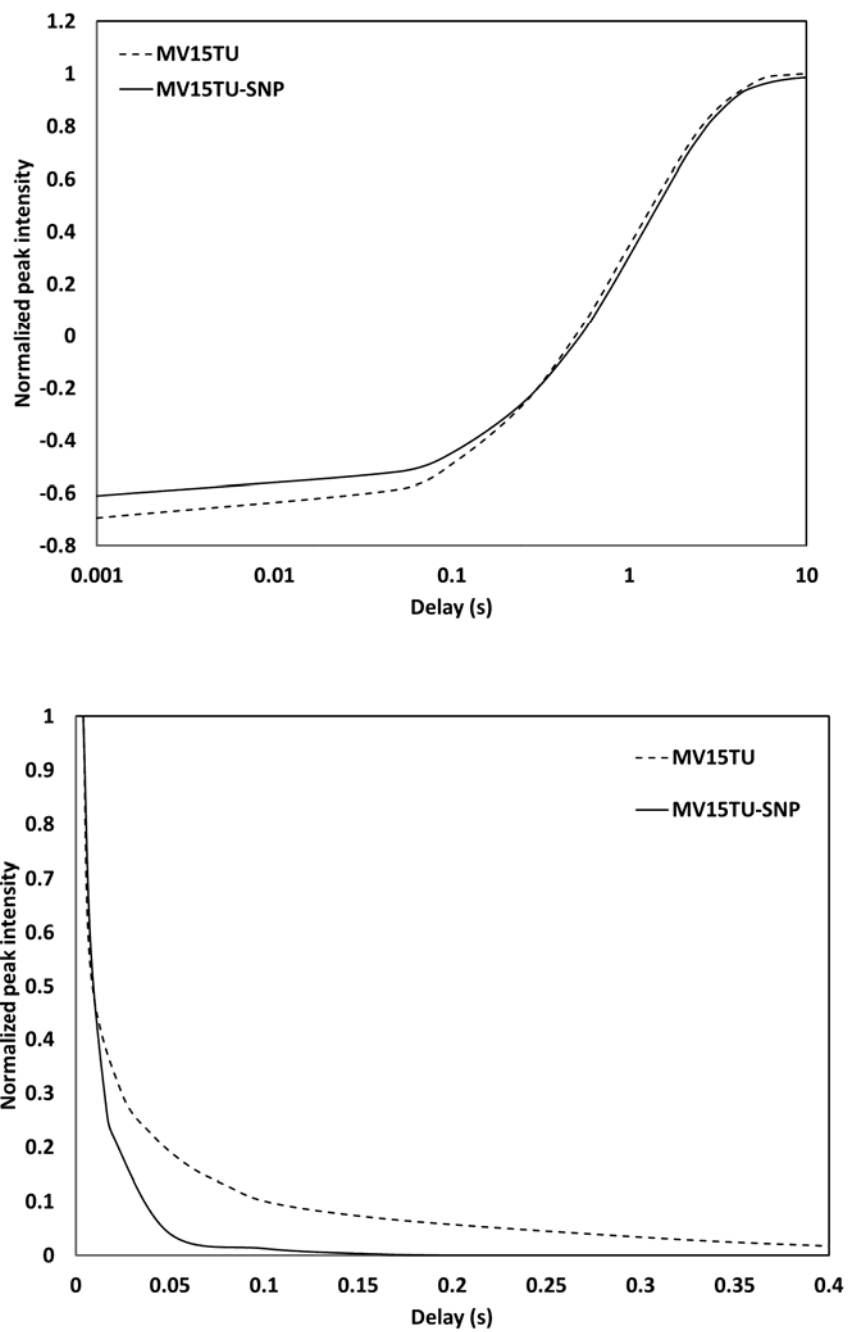 1.2
1
0.8
0.6
0.4
0.2
0
-0.2
-0.4
-0.6
-0.8
Normalized peak intensity
MV15TU
MV15TU-SNP
0.001 0.01 0.1 1 10
Delay (s)
1
0.9
0.8
0.7
0.6
0.5
0.4
0.3
0.2
0.1
0
Normalized peak intensity
MV15TU
MV15TU-SNP
0 0.05 0.1 0.15 0.2 0.25 0.3 0.35 0.4
Delay (s)